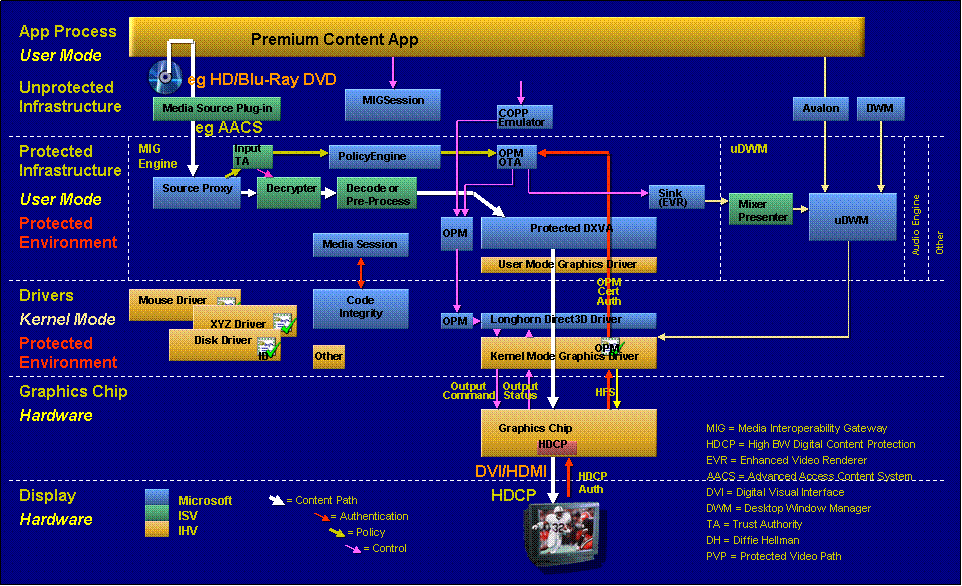 App Process
User Mode
Premium Content App
eg HD/Blu-Ray DVD
Unprotected
Infrastructure
Media Source Plug-in
eg AACS
MIGSession
COPP
Emulator
Avalon
DWM
Protected
Infrastructure
User Mode
Protected
Environment
MIG
Engine
Input
TA
PolicyEngine
OPM
OTA
uDWM
Source Proxy
Decrypter
Decode or
Pre-Process
Sink
(EVR)
Mixer
Presenter
uDWM
Audio Engine
Other
OPM
Protected DXVA
Media Session
User Mode Graphics Driver
OPM
Cert
Auth
Drivers
Kernel Mode
Protected
Environment
Mouse Driver
XYZ Driver
Disk Driver
ID
Code
Integrity
Other
OPM
Longhorn Direct3D Driver
OPM
Kernel Mode Graphics Driver
Graphics Chip
Hardware
Output
Command
Output
Status
HFS
Graphics Chip
HDCP
DVI/HDMI
HDCP
HDCP
Auth
Display
Hardware
Microsoft
ISV
IHV
= Content Path
= Authentication
= Policy
= Control
32
MIG = Media Interoperability Gateway
HDCP = High BW Digital Content Protection
EVR = Enhanced Video Renderer
AACS = Advanced Access Content System
DVI = Digital Visual Interface
DWM = Desktop Window Manager
TA = Trust Authority
DH = Diffie Hellman
PVP = Protected Video Path